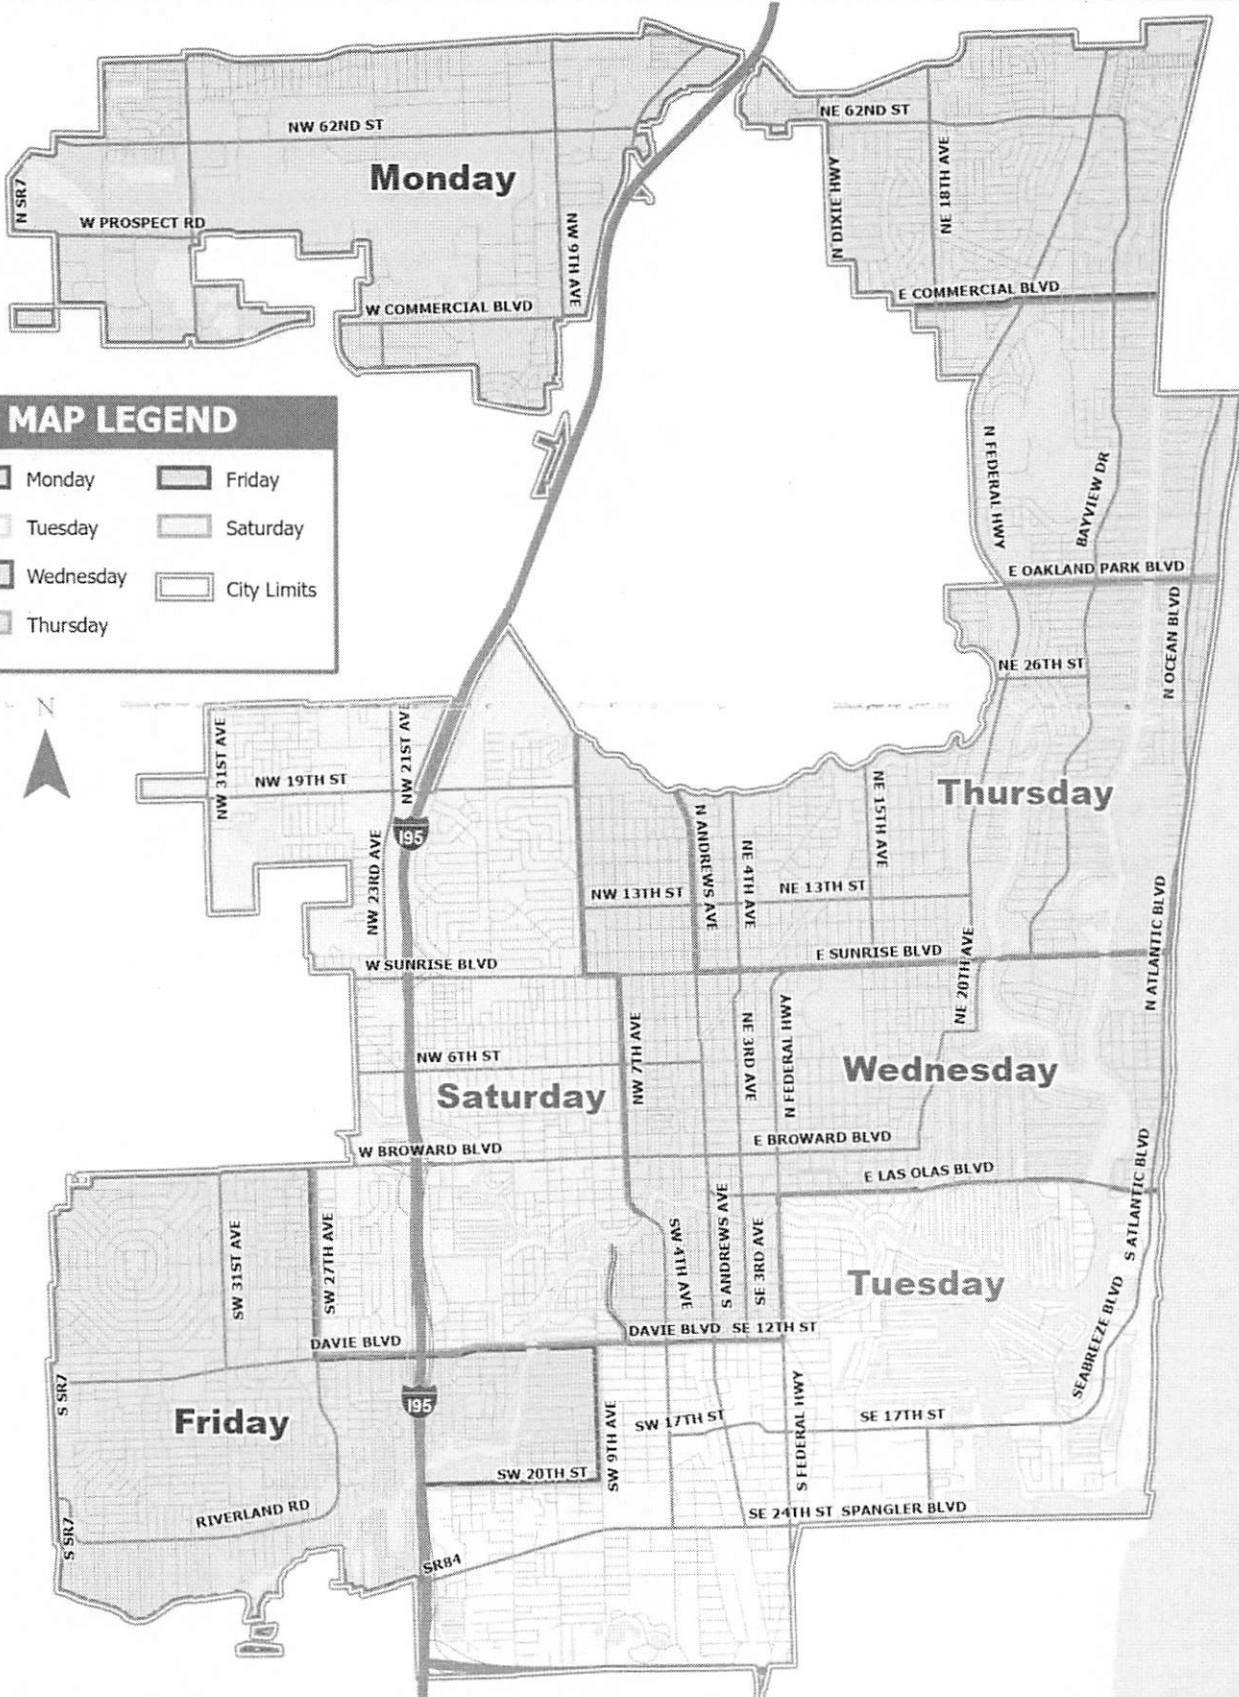 NW 62ND ST
NE 62ND ST
Monday
N SR7
W PROSPECT RD
NW 9TH AVE
N DIXIE HWY
NE 18TH AVE
W COMMERCIAL BLVD
E COMMERCIAL BLVD
MAP LEGEND
Monday
Friday
Tuesday
Saturday
Wednesday
City Limits
Thursday
N FEDERAL HWY
BAYVIEW DR
E OAKLAND PARK BLVD
N OCEAN BLVD
NE 26TH ST
N
NW 31ST AVE
NW 21ST AVE
NW 19TH ST
195
NW 23RD AVE
Thursday
N ANDREWS AVE
NE 4TH AVE
NE 15TH AVE
NW 13TH ST
NE 13TH ST
N ATLANTIC BLVD
W SUNRISE BLVD
E SUNRISE BLVD
NE 20TH AVE
NW 6TH ST
NW 7TH AVE
NE 3RD AVE
N FEDERAL HWY
Wednesday
Saturday
W BROWARD BLVD
E BROWARD BLVD
E LAS OLAS BLVD
S ATLANTIC BLVD
SW 31ST AVE
SW 27TH AVE
SW 4TH AVE
S ANDREWS AVE
SE 3RD AVE
Tuesday
SEABREEZE BLVD
DAVIE BLVD
DAVIE BLVD
SE 12TH ST
S SR7
195
Friday
SW 9TH AVE
SW 17TH ST
S FEDERAL HWY
SE 17TH ST
SW 20TH ST
RIVERLAND RD
S SR7
SE 24TH ST
SPANGLER BLVD
SR84